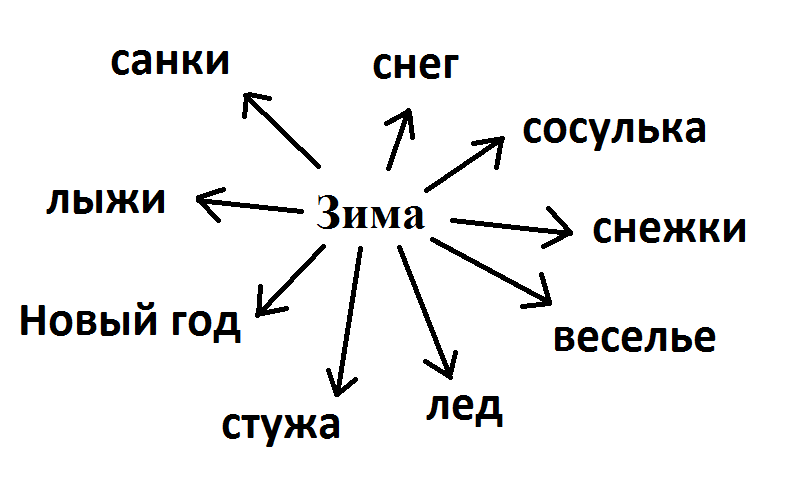 санки
снег
сосулька
лыжи
Зима
снежки
Новый год
веселье
стужа
лед